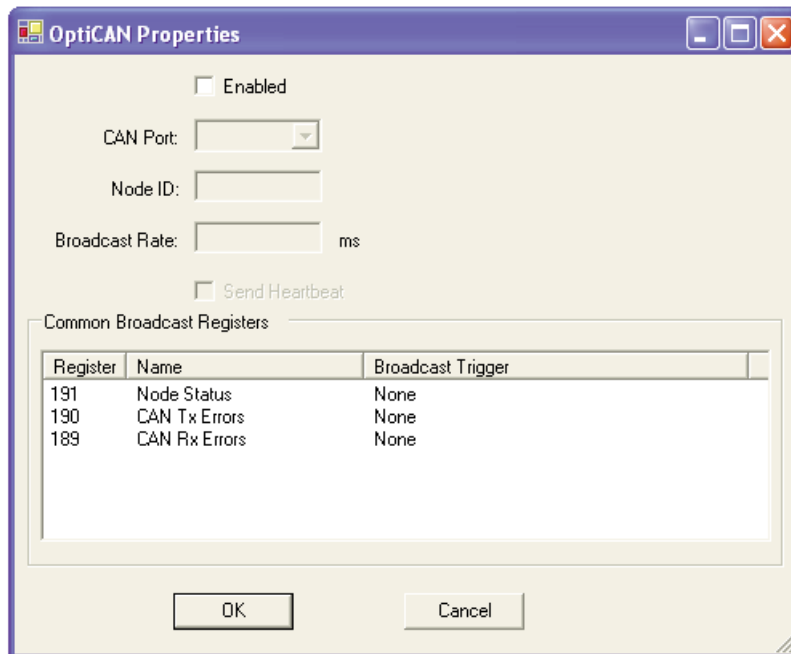 OptiCAN Properties
Enabled
CAN Port:
Node ID:
Broadcast Rate: ms
Send Heartbeat
Common Broadcast Registers
Register Name Broadcast Trigger
191 Node Status None
190 CAN Tx Errors None
189 CAN Rx Errors None
OK Cancel